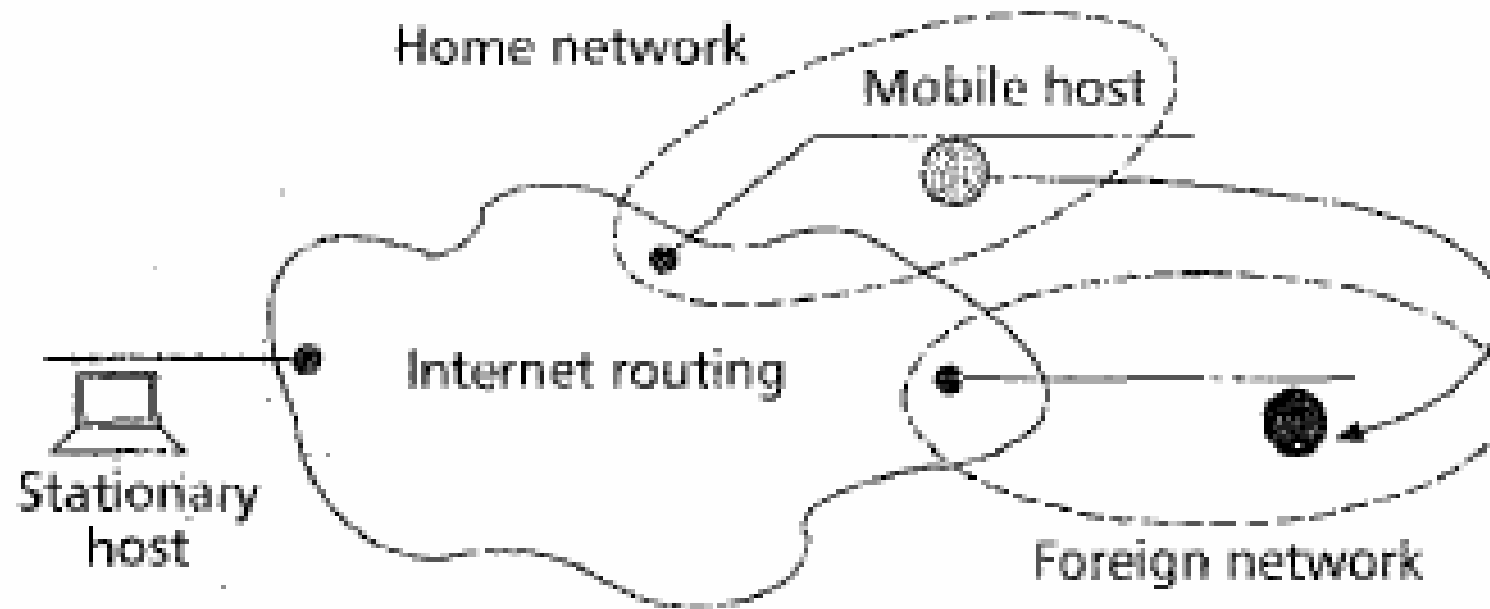 Home network
Mobile host
Internet routing
Stationary
host
Foreign network